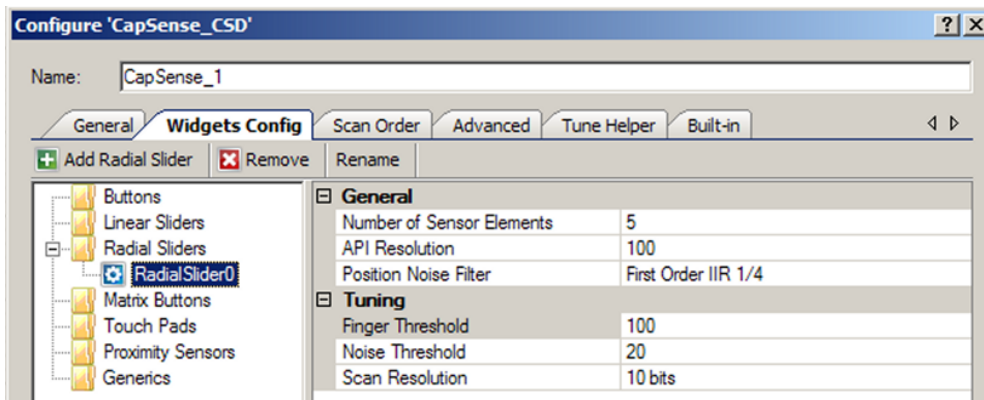 Configure 'CapSense_CSD'
Name: CapSense_1
General Widgets Config Scan Order Advanced Tune Helper Built-in
Add Radial Slider Remove Rename
Buttons
Linear Sliders
Radial Sliders
RadialSlider0
Matrix Buttons
Touch Pads
Proximity Sensors
Generics
General
Number of Sensor Elements 5
API Resolution 100
Position Noise Filter First Order IIR 1/4
Tuning
Finger Threshold 100
Noise Threshold 20
Scan Resolution 10 bits